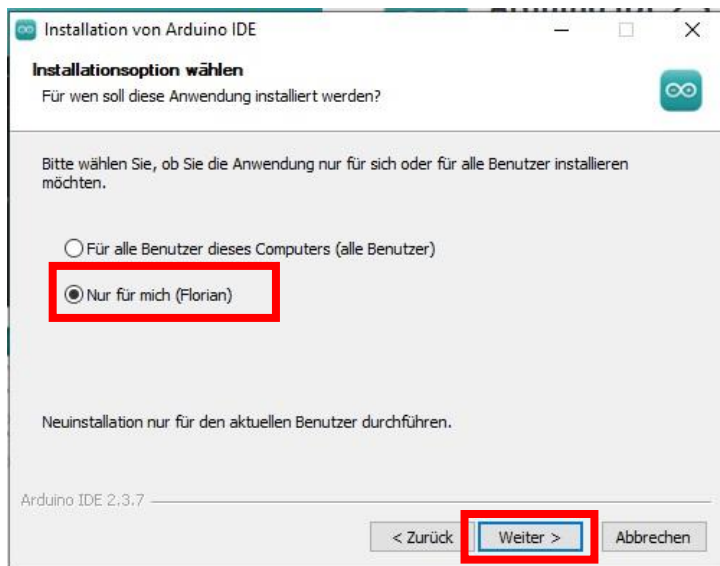 Installation von Arduino IDE
Installationsoption wählen
Für wen soll diese Anwendung installiert werden?
Bitte wählen Sie, ob Sie die Anwendung nur für sich oder für alle Benutzer installieren
möchten.
Für alle Benutzer dieses Computers (alle Benutzer)
Nur für mich (Florian)
Neuinstallation nur für den aktuellen Benutzer durchführen.
Arduino IDE 2.3.7
< Zurück
Weiter >
Abbrechen